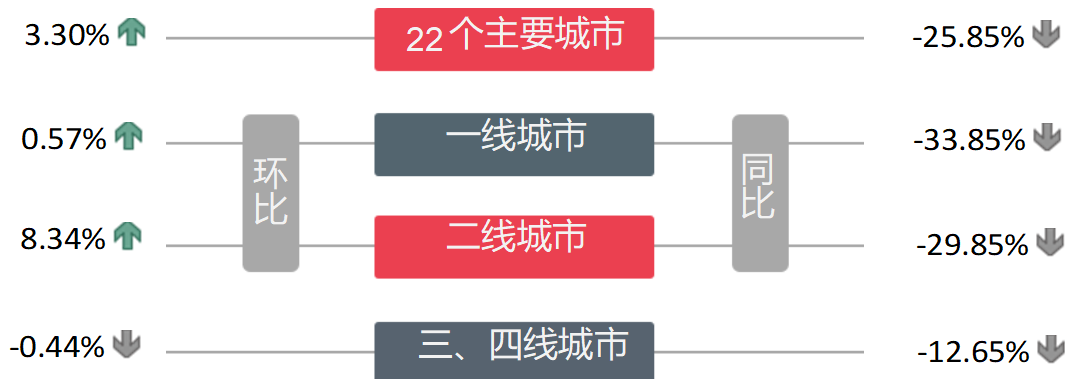 3.30% 22个主要城市 -25.85%
0.57% 一线城市 -33.85%
环比 同比
8.34% 二线城市 -29.85%
-0.44% 三、四线城市 -12.65%